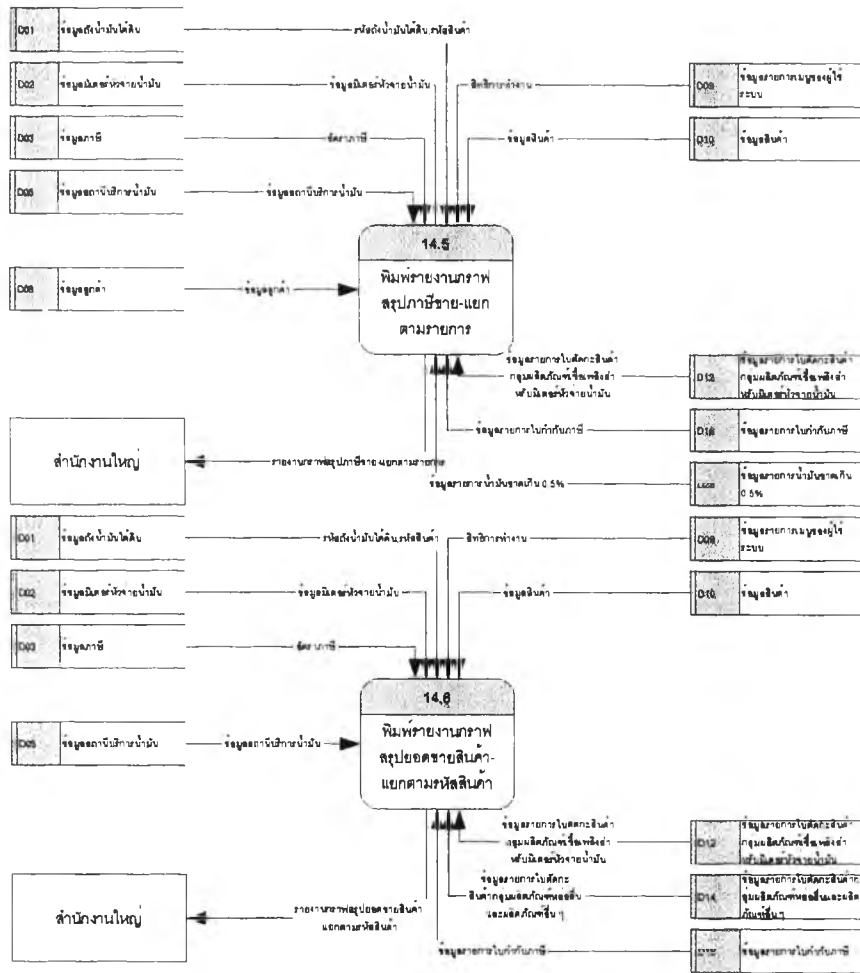 D01 ข้อมูลถังน้ำมันใต้ดิน
รหัสถังน้ำมันใต้ดิน,รหัสสินค้า
D02 ข้อมูลมิเตอร์หัวจ่ายน้ำมัน
ข้อมูลมิเตอร์หัวจ่ายน้ำมัน
สิทธิการทำงาน
D09 ข้อมูลรายการเมนูของผู้ใช้
ระบบ
D03 ข้อมูลภาษี
อัตราภาษี
ข้อมูลสินค้า
D10 ข้อมูลสินค้า
D05 ข้อมูลสถานีบริการน้ำมัน
ข้อมูลสถานีบริการน้ำมัน
14.5
พิมพ์รายงานกราฟ
สรุปภาษีขาย-แยก
ตามรายการ
D08 ข้อมูลลูกค้า
ข้อมูลลูกค้า
ข้อมูลรายการใบตัดกะสินค้า
กลุ่มผลิตภัณฑ์เชื้อเพลิงสำ
หรับมิเตอร์หัวจ่ายน้ำมัน
ข้อมูลรายการใบตัดกะสินค้า
กลุ่มผลิตภัณฑ์เชื้อเพลิงสำ
หรับมิเตอร์หัวจ่ายน้ำมัน
ข้อมูลรายการใบกำกับภาษี
ข้อมูลรายการใบกำกับภาษี
สำนักงานใหญ่
รายงานกราฟสรุปภาษีขาย-แยกตามรายการ
ข้อมูลรายการน้ำมันขาดเกิน 0.5%
ข้อมูลรายการน้ำมันขาดเกิน
0.5%
D01 ข้อมูลถังน้ำมันใต้ดิน
รหัสถังน้ำมันใต้ดิน,รหัสสินค้า
สิทธิการทำงาน
D09 ข้อมูลรายการเมนูของผู้ใช้
ระบบ
D02 ข้อมูลมิเตอร์หัวจ่ายน้ำมัน
ข้อมูลมิเตอร์หัวจ่ายน้ำมัน
ข้อมูลสินค้า
D10 ข้อมูลสินค้า
D03 ข้อมูลภาษี
อัตราภาษี
14.6
พิมพ์รายงานกราฟ
สรุปยอดขายสินค้า-
แยกตามรหัสสินค้า
D05 ข้อมูลสถานีบริการน้ำมัน
ข้อมูลสถานีบริการน้ำมัน
ข้อมูลรายการใบตัดกะสินค้า
กลุ่มผลิตภัณฑ์เชื้อเพลิงสำ
หรับมิเตอร์หัวจ่ายน้ำมัน
ข้อมูลรายการใบตัดกะสินค้า
กลุ่มผลิตภัณฑ์เชื้อเพลิงสำ
หรับมิเตอร์หัวจ่ายน้ำมัน
ข้อมูลรายการใบตัดกะ
สินค้ากลุ่มผลิตภัณฑ์หล่อลื่น
และผลิตภัณฑ์อื่น ๆ
D14 ข้อมูลรายการใบตัดกะสินค้าก
ลุ่มผลิตภัณฑ์หล่อลื่นและผลิต
ภัณฑ์อื่น ๆ
สำนักงานใหญ่
รายงานกราฟสรุปยอดขายสินค้า
แยกตามรหัสสินค้า
ข้อมูลรายการใบกำกับภาษี
ข้อมูลรายการใบกำกับภาษี